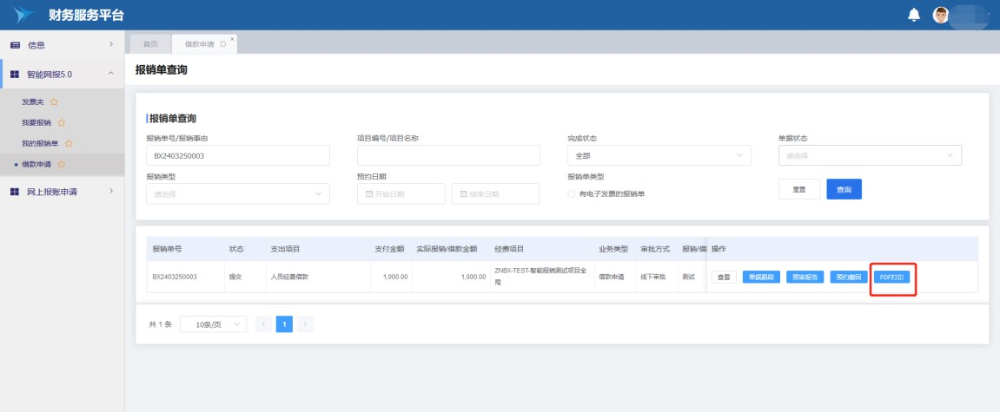 财务服务平台
信息
智能网报5.0
发票夹
我要报销
我的报销单
借款申请
网上报账申请
首页
借款申请
报销单查询
报销单查询
报销单号/报销事由 项目编号/项目名称 完成状态 单据状态
BX2403250003 全部 请选择
报销类型 预约日期 报销单类型
请选择 开始日期 结束日期 有电子发票的报销单 重置 查询
报销单号 状态 支出项目 支付金额 实际报销/借款金额 经费项目 业务类型 审批方式 报销/借 操作
BX2403250003 提交 人员经费借款 1,000.00 1,000.00 ZNBX-TEST-智能报销测试项目全局 借款申请 线下审批 测试 查看 单据跟踪 预审报告 预约撤回 PDF打印
共 1 条 10条/页 1